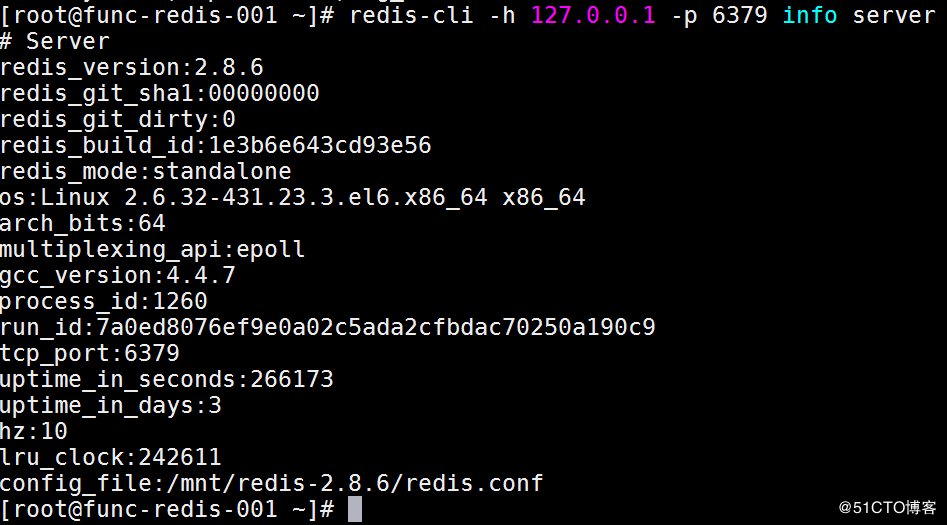 [root@func-redis-001 ~]# redis-cli -h 127.0.0.1 -p 6379 info server
# Server
redis_version:2.8.6
redis_git_sha1:00000000
redis_git_dirty:0
redis_build_id:1e3b6e643cd93e56
redis_mode:standalone
os:Linux 2.6.32-431.23.3.el6.x86_64 x86_64
arch_bits:64
multiplexing_api:epoll
gcc_version:4.4.7
process_id:1260
run_id:7a0ed8076ef9e0a02c5ada2cfbdac70250a190c9
tcp_port:6379
uptime_in_seconds:266173
uptime_in_days:3
hz:10
lru_clock:242611
config_file:/mnt/redis-2.8.6/redis.conf
[root@func-redis-001 ~]#
@51CTO博客